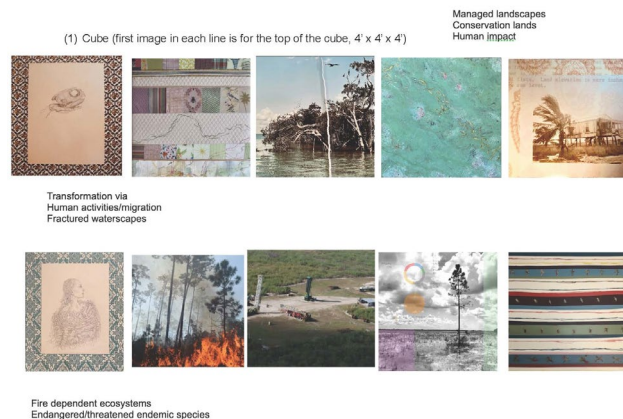 Managed landscapes
Conservation lands
Human impact
(1) Cube (first image in each line is for the top of the cube, 4' x 4' x 4')
Transformation via
Human activities/migration
Fractured waterscapes
Fire dependent ecosystems
Endangered/threatened endemic species